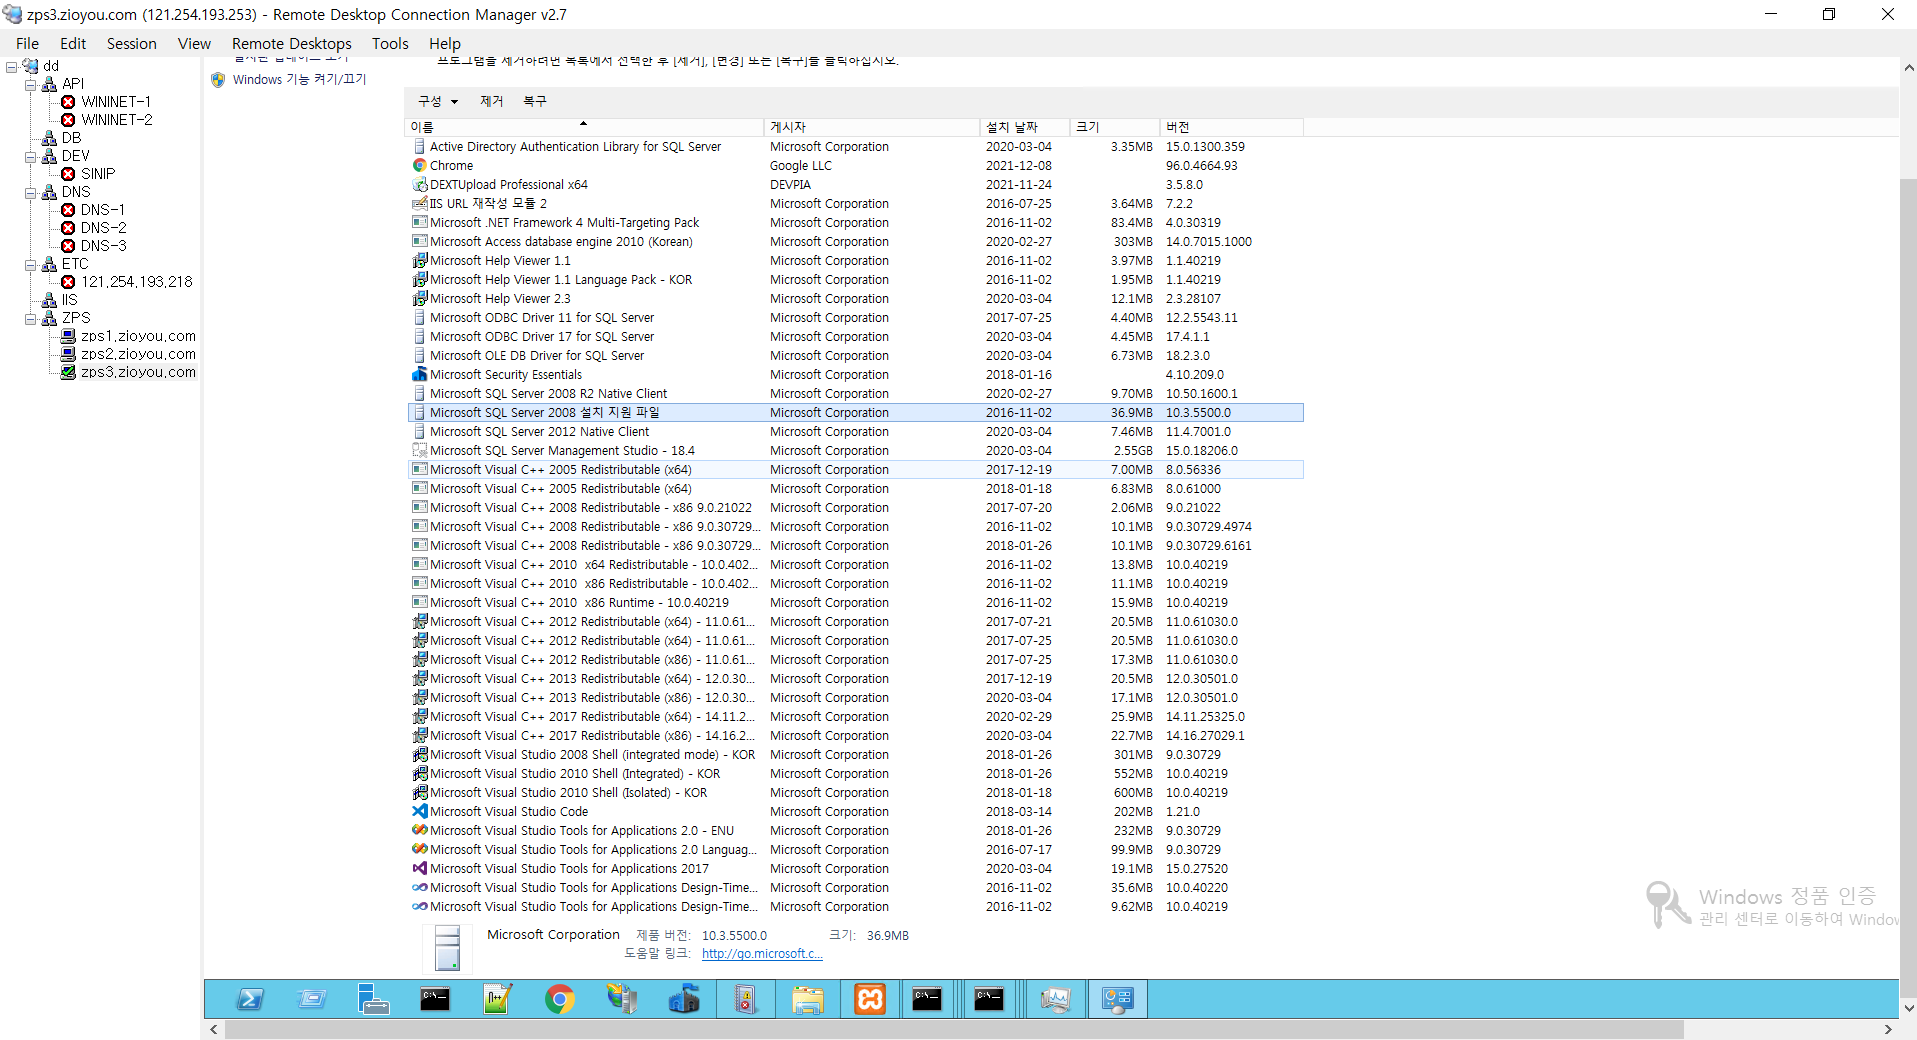 zps3.zioyou.com (121.254.193.253) - Remote Desktop Connection Manager v2.7
File Edit Session View Remote Desktops Tools Help
dd
API
WININET-1
WININET-2
DB
DEV
SINIP
DNS
DNS-1
DNS-2
DNS-3
ETC
121.254.193.218
IIS
ZPS
zps1.zioyou.com
zps2.zioyou.com
zps3.zioyou.com
Windows 기능 켜기/끄기
프로그램을 제거하려면 목록에서 선택한 후 [제거], [변경] 또는 [복구]를 클릭하십시오.
구성 제거 복구
이름 게시자 설치 날짜 크기 버전
Active Directory Authentication Library for SQL Server Microsoft Corporation 2020-03-04 3.35MB 15.0.1300.359
Chrome Google LLC 2021-12-08 96.0.4664.93
DEXTUpload Professional x64 DEVPIA 2021-11-24 3.5.8.0
IIS URL 재작성 모듈 2 Microsoft Corporation 2016-07-25 3.64MB 7.2.2
Microsoft .NET Framework 4 Multi-Targeting Pack Microsoft Corporation 2016-11-02 83.4MB 4.0.30319
Microsoft Access database engine 2010 (Korean) Microsoft Corporation 2020-02-27 303MB 14.0.7015.1000
Microsoft Help Viewer 1.1 Microsoft Corporation 2016-11-02 3.97MB 1.1.40219
Microsoft Help Viewer 1.1 Language Pack - KOR Microsoft Corporation 2016-11-02 1.95MB 1.1.40219
Microsoft Help Viewer 2.3 Microsoft Corporation 2020-03-04 12.1MB 2.3.28107
Microsoft ODBC Driver 11 for SQL Server Microsoft Corporation 2017-07-25 4.40MB 12.2.5543.11
Microsoft ODBC Driver 17 for SQL Server Microsoft Corporation 2020-03-04 4.45MB 17.4.1.1
Microsoft OLE DB Driver for SQL Server Microsoft Corporation 2020-03-04 6.73MB 18.2.3.0
Microsoft Security Essentials Microsoft Corporation 2018-01-16 4.10.209.0
Microsoft SQL Server 2008 R2 Native Client Microsoft Corporation 2020-02-27 9.70MB 10.50.1600.1
Microsoft SQL Server 2008 설치 지원 파일 Microsoft Corporation 2016-11-02 36.9MB 10.3.5500.0
Microsoft SQL Server 2012 Native Client Microsoft Corporation 2020-03-04 7.46MB 11.4.7001.0
Microsoft SQL Server Management Studio - 18.4 Microsoft Corporation 2020-03-04 2.55GB 15.0.18206.0
Microsoft Visual C++ 2005 Redistributable (x64) Microsoft Corporation 2017-12-19 7.00MB 8.0.56336
Microsoft Visual C++ 2005 Redistributable (x64) Microsoft Corporation 2018-01-18 6.83MB 8.0.61000
Microsoft Visual C++ 2008 Redistributable - x86 9.0.21022 Microsoft Corporation 2017-07-20 2.06MB 9.0.21022
Microsoft Visual C++ 2008 Redistributable - x86 9.0.30729... Microsoft Corporation 2016-11-02 10.1MB 9.0.30729.4974
Microsoft Visual C++ 2008 Redistributable - x86 9.0.30729... Microsoft Corporation 2018-01-26 10.1MB 9.0.30729.6161
Microsoft Visual C++ 2010 x64 Redistributable - 10.0.402... Microsoft Corporation 2016-11-02 13.8MB 10.0.40219
Microsoft Visual C++ 2010 x86 Redistributable - 10.0.402... Microsoft Corporation 2016-11-02 11.1MB 10.0.40219
Microsoft Visual C++ 2010 x86 Runtime - 10.0.40219 Microsoft Corporation 2016-11-02 15.9MB 10.0.40219
Microsoft Visual C++ 2012 Redistributable (x64) - 11.0.61... Microsoft Corporation 2017-07-21 20.5MB 11.0.61030.0
Microsoft Visual C++ 2012 Redistributable (x64) - 11.0.61... Microsoft Corporation 2017-07-25 20.5MB 11.0.61030.0
Microsoft Visual C++ 2012 Redistributable (x86) - 11.0.61... Microsoft Corporation 2017-07-25 17.3MB 11.0.61030.0
Microsoft Visual C++ 2013 Redistributable (x64) - 12.0.30... Microsoft Corporation 2017-12-19 20.5MB 12.0.30501.0
Microsoft Visual C++ 2013 Redistributable (x86) - 12.0.30... Microsoft Corporation 2020-03-04 17.1MB 12.0.30501.0
Microsoft Visual C++ 2017 Redistributable (x64) - 14.11.2... Microsoft Corporation 2020-02-29 25.9MB 14.11.25325.0
Microsoft Visual C++ 2017 Redistributable (x86) - 14.16.2... Microsoft Corporation 2020-03-04 22.7MB 14.16.27029.1
Microsoft Visual Studio 2008 Shell (integrated mode) - KOR Microsoft Corporation 2018-01-26 301MB 9.0.30729
Microsoft Visual Studio 2010 Shell (Integrated) - KOR Microsoft Corporation 2018-01-26 552MB 10.0.40219
Microsoft Visual Studio 2010 Shell (Isolated) - KOR Microsoft Corporation 2018-01-18 600MB 10.0.40219
Microsoft Visual Studio Code Microsoft Corporation 2018-03-14 202MB 1.21.0
Microsoft Visual Studio Tools for Applications 2.0 - ENU Microsoft Corporation 2018-01-26 232MB 9.0.30729
Microsoft Visual Studio Tools for Applications 2.0 Languag... Microsoft Corporation 2016-07-17 99.9MB 9.0.30729
Microsoft Visual Studio Tools for Applications 2017 Microsoft Corporation 2020-03-04 19.1MB 15.0.27520
Microsoft Visual Studio Tools for Applications Design-Time... Microsoft Corporation 2016-11-02 35.6MB 10.0.40220
Microsoft Visual Studio Tools for Applications Design-Time... Microsoft Corporation 2016-11-02 9.62MB 10.0.40219
Windows 정품 인증
관리 센터로 이동하여 Window
Microsoft Corporation 제품 버전: 10.3.5500.0 크기: 36.9MB
도움말 링크: http://go.microsoft.c...